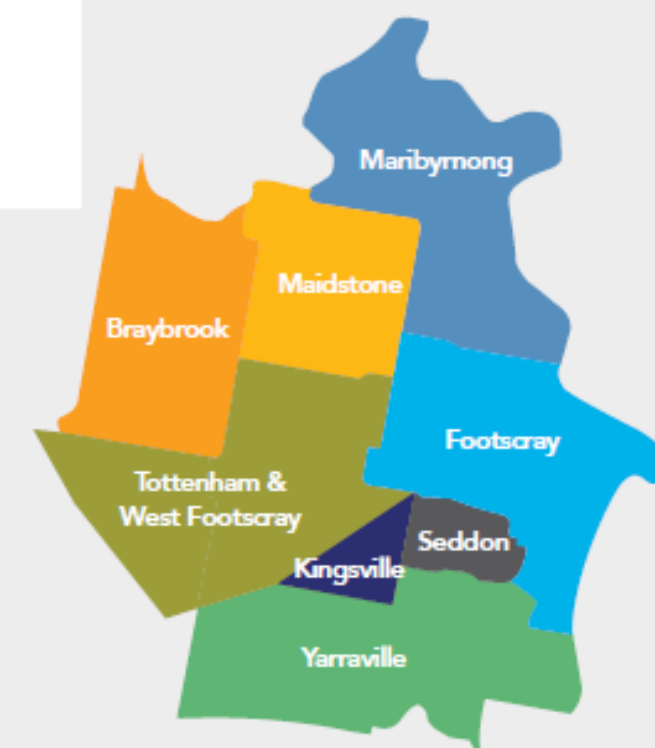 Maribyrnong
Maidstone
Braybrook
Footscray
Tottenham &
West Footscray
Seddon
Kingsville
Yarraville